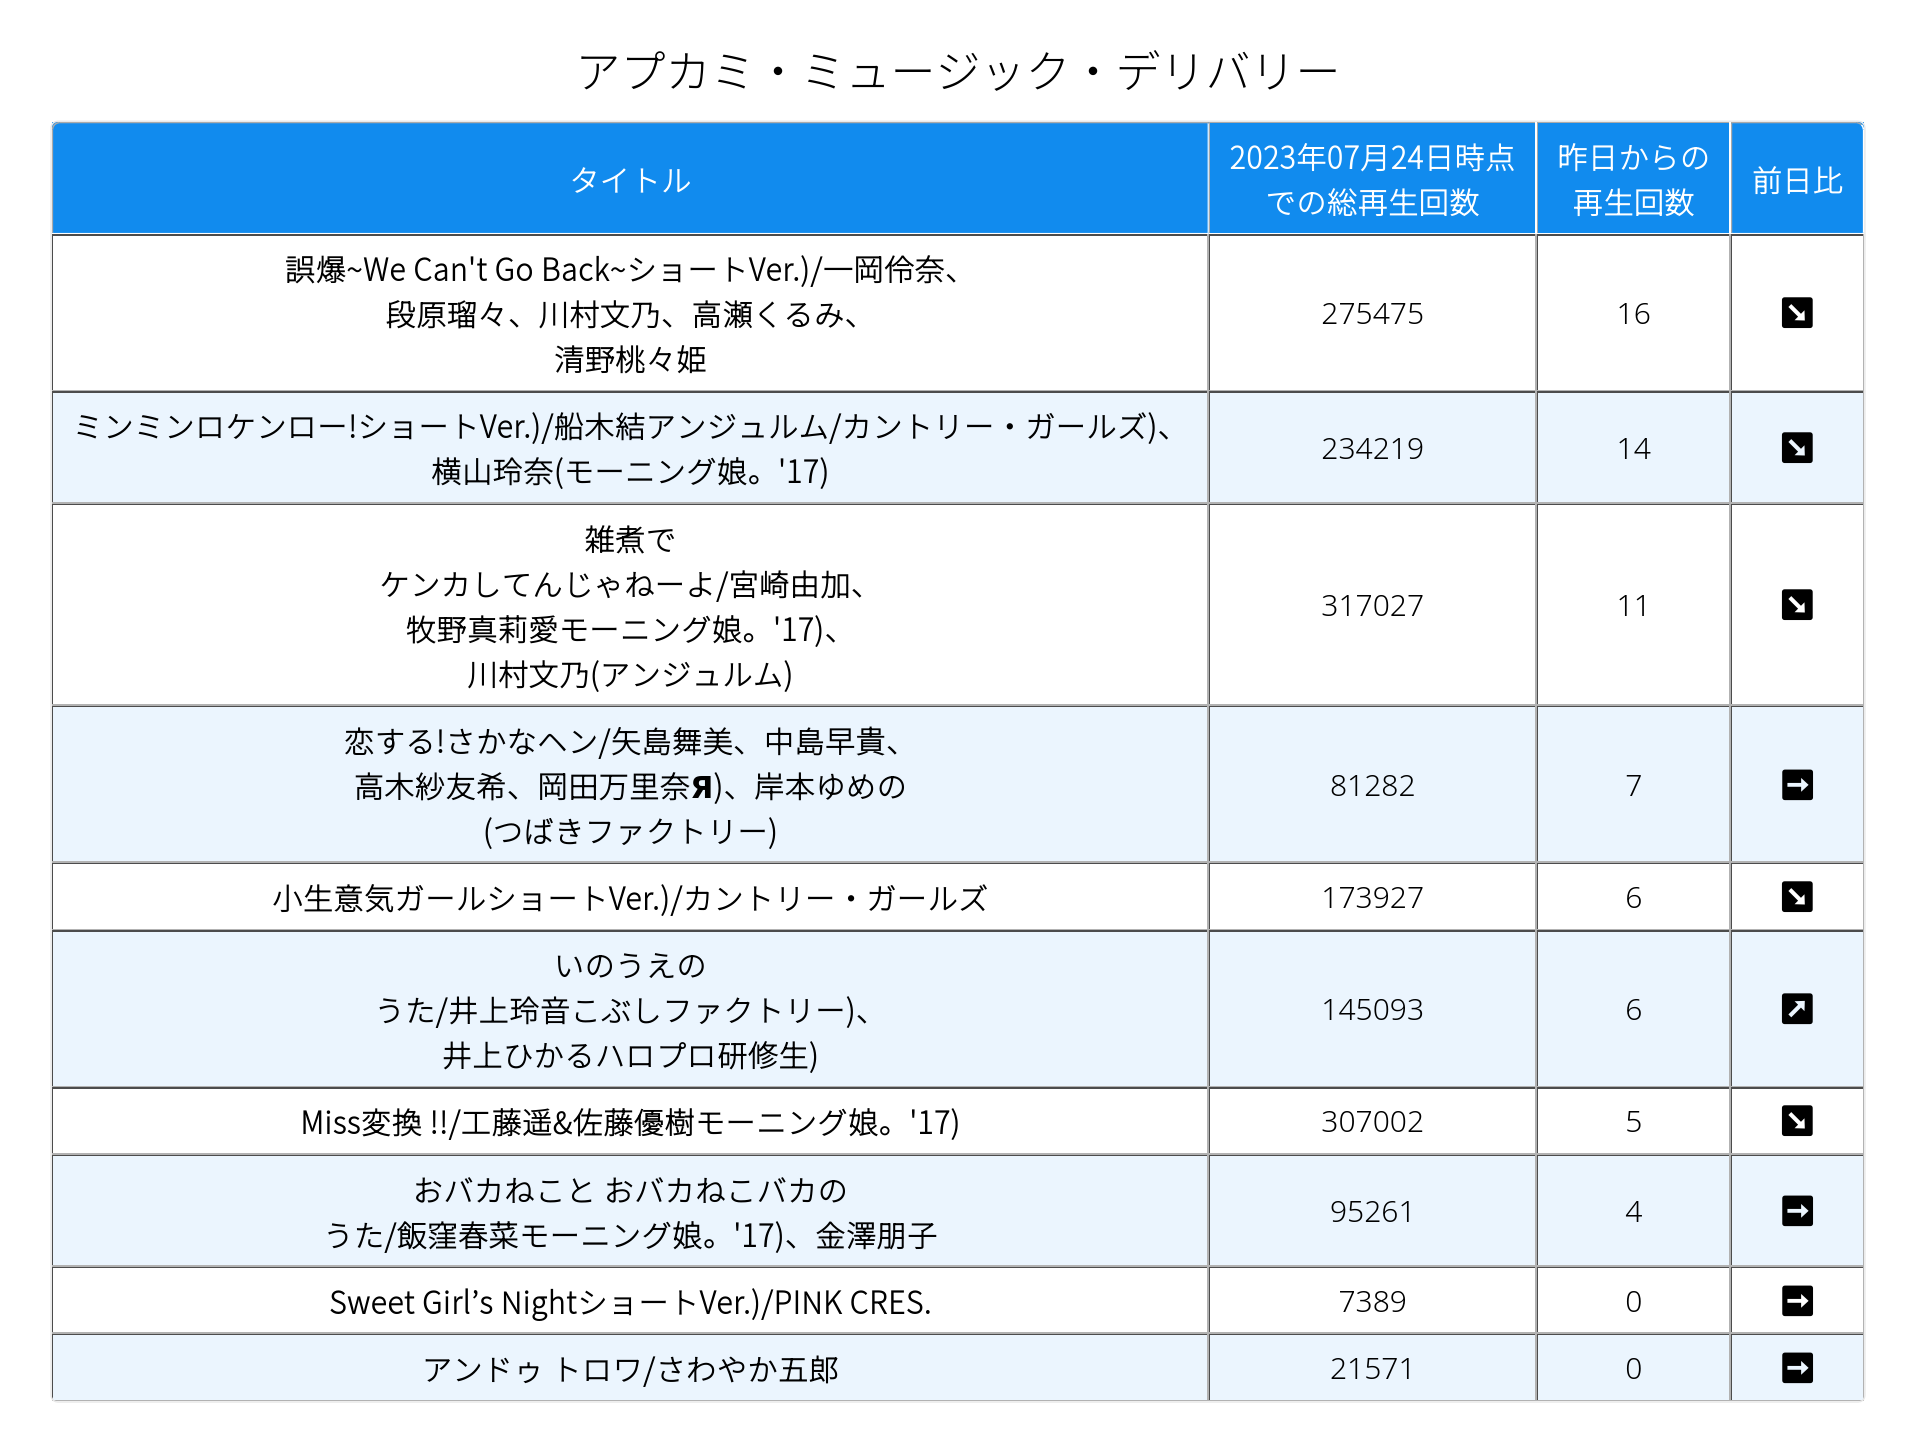 アプカミ・ミュージック・デリバリー
タイトル
2023年07月24日時点
での総再生回数
昨日からの
再生回数
前日比
誤爆~We Can't Go Back~ショートVer.)/一岡伶奈、
段原瑠々、川村文乃、高瀬くるみ、
清野桃々姫
275475
16
ミンミンロケンロー!ショートVer.)/船木結アンジュルム/カントリー・ガールズ)、
横山玲奈(モーニング娘。'17)
234219
14
雑煮で
ケンカしてんじゃねーよ/宮崎由加、
牧野真莉愛モーニング娘。'17)、
川村文乃(アンジュルム)
317027
11
恋する!さかなヘン/矢島舞美、中島早貴、
高木紗友希、岡田万里奈Я)、岸本ゆめの
(つばきファクトリー)
81282
7
小生意気ガールショートVer.)/カントリー・ガールズ
173927
6
いのうえの
うた/井上玲音こぶしファクトリー)、
井上ひかるハロプロ研修生)
145093
6
Miss変換 !!/工藤遥&佐藤優樹モーニング娘。'17)
307002
5
おバカねこと おバカねこバカの
うた/飯窪春菜モーニング娘。'17)、金澤朋子
95261
4
Sweet Girl’s NightショートVer.)/PINK CRES.
7389
0
アンドゥ トロワ/さわやか五郎
21571
0